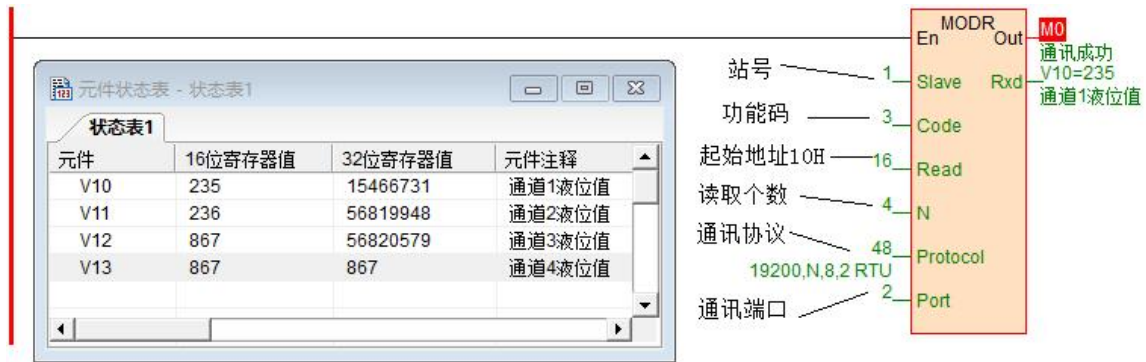 元件状态表 - 状态表1
状态表1
元件 16位寄存器值 32位寄存器值 元件注释
V10 235 15466731 通道1液位值
V11 236 56819948 通道2液位值
V12 867 56820579 通道3液位值
V13 867 867 通道4液位值
MODR
En Out M0
通讯成功
站号 1 Slave Rxd V10=235
通道1液位值
功能码 3 Code
起始地址10H 16 Read
读取个数 4 N
通讯协议 48 Protocol
19200,N,8,2 RTU
通讯端口 2 Port